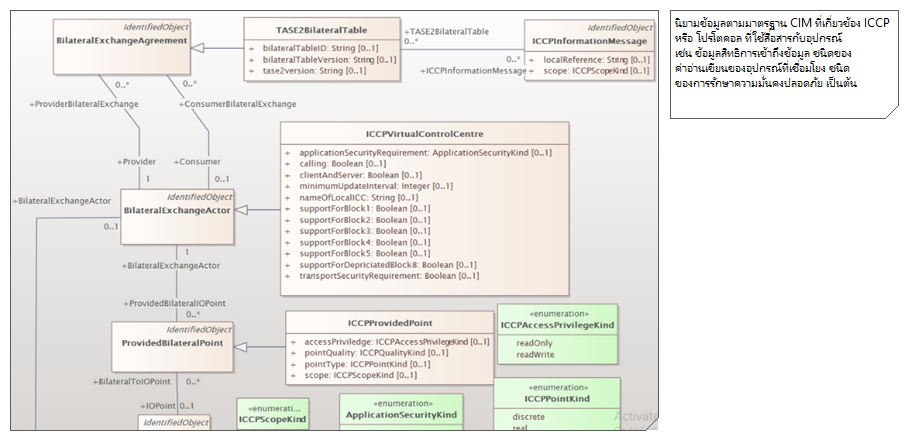 IdentifiedObject
BilateralExchangeAgreement
TASE2BilateralTable
+ bilateralTableID: String [0..1]
+ bilateralTableVersion: String [0..1]
+ tase2version: String [0..1]
+TASE2BilateralTable
0..*
0..*
+ICCPInformationMessage
IdentifiedObject
ICCPInformationMessage
+ localReference: String [0..1]
+ scope: ICCPScopeKind [0..1]
นิยามข้อมูลตามมาตรฐาน CIM ที่เกี่ยวข้อง ICCP
หรือ โปรโตคอล ที่ใช้สื่อสารกับอุปกรณ์
เช่น ข้อมูลสิทธิการเข้าถึงข้อมูล ชนิดของ
ค่าอ่านเขียนของอุปกรณ์ที่เชื่อมโยง ชนิด
ของการรักษาความมั่นคงปลอดภัย เป็นต้น
0..*
0..*
+ProviderBilateralExchange
+ConsumerBilateralExchange
+Provider
+Consumer
1
0..1
ICCPVirtualControlCentre
+ applicationSecurityRequirement: ApplicationSecurityKind [0..1]
+ calling: Boolean [0..1]
+ clientAndServer: Boolean [0..1]
+ minimumUpdateInterval: Integer [0..1]
+ nameOfLocalICC: String [0..1]
+ supportForBlock1: Boolean [0..1]
+ supportForBlock2: Boolean [0..1]
+ supportForBlock3: Boolean [0..1]
+ supportForBlock4: Boolean [0..1]
+ supportForBlock5: Boolean [0..1]
+ supportForDepriciatedBlock8: Boolean [0..1]
+ transportSecurityRequirement: Boolean [0..1]
+BilateralExchangeActor
0..1
IdentifiedObject
BilateralExchangeActor
1
+BilateralExchangeActor
+ProvidedBilateralIOPoint
0..*
IdentifiedObject
ProvidedBilateralPoint
ICCPProvidedPoint
+ accessPriviledge: ICCPAccessPrivilegeKind [0..1]
+ pointQuality: ICCPQualityKind [0..1]
+ pointType: ICCPPointKind [0..1]
+ scope: ICCPScopeKind [0..1]
«enumeration»
ICCPAccessPrivilegeKind
readOnly
readWrite
+BilateralToIOPoint 0..*
+IOPoint 0..1
IdentifiedObject
«enumerati...
ICCPScopeKind
«enumeration»
ApplicationSecurityKind
«enumeration»
ICCPPointKind
discrete
real
Activate